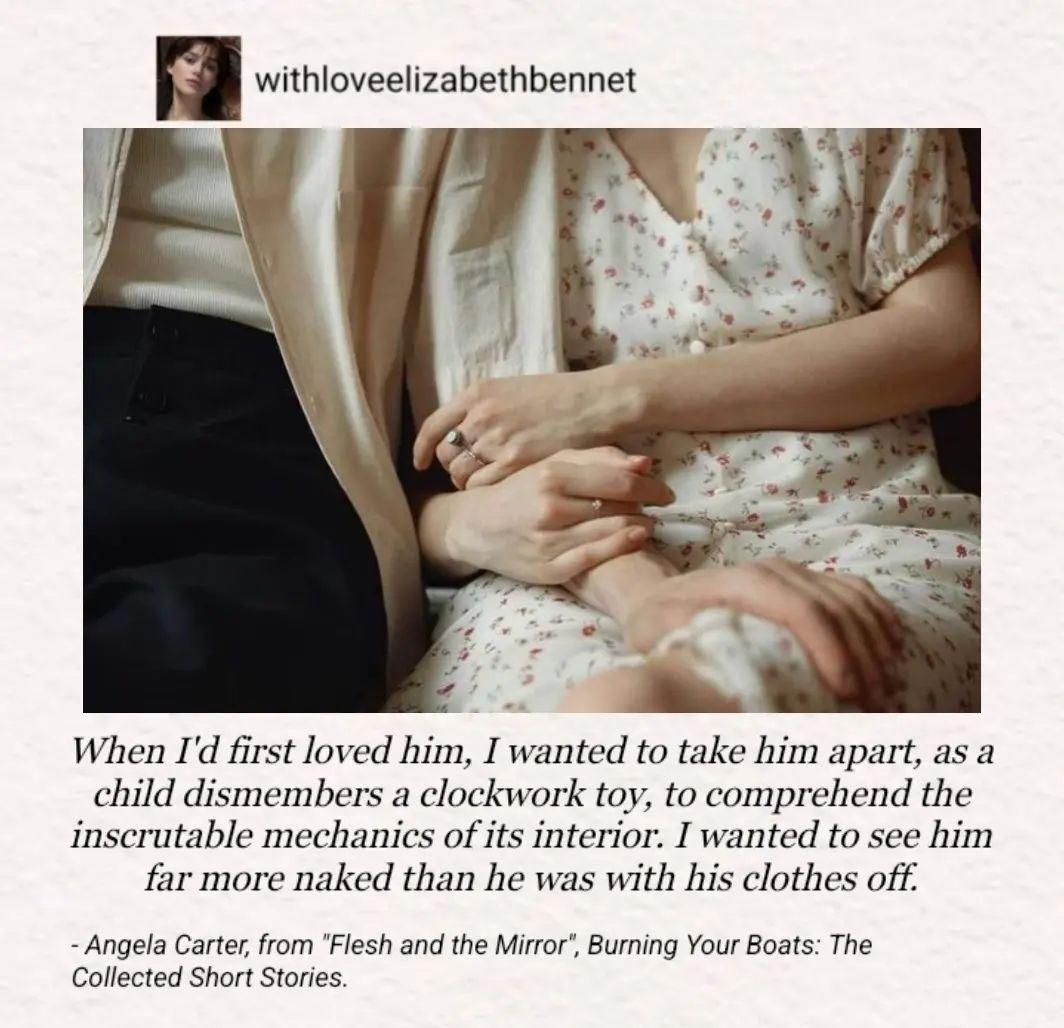 withloveelizabethbennet
When I'd first loved him, I wanted to take him apart, as a
child dismembers a clockwork toy, to comprehend the
inscrutable mechanics of its interior. I wanted to see him
far more naked than he was with his clothes off.
- Angela Carter, from "Flesh and the Mirror", Burning Your Boats: The
Collected Short Stories.